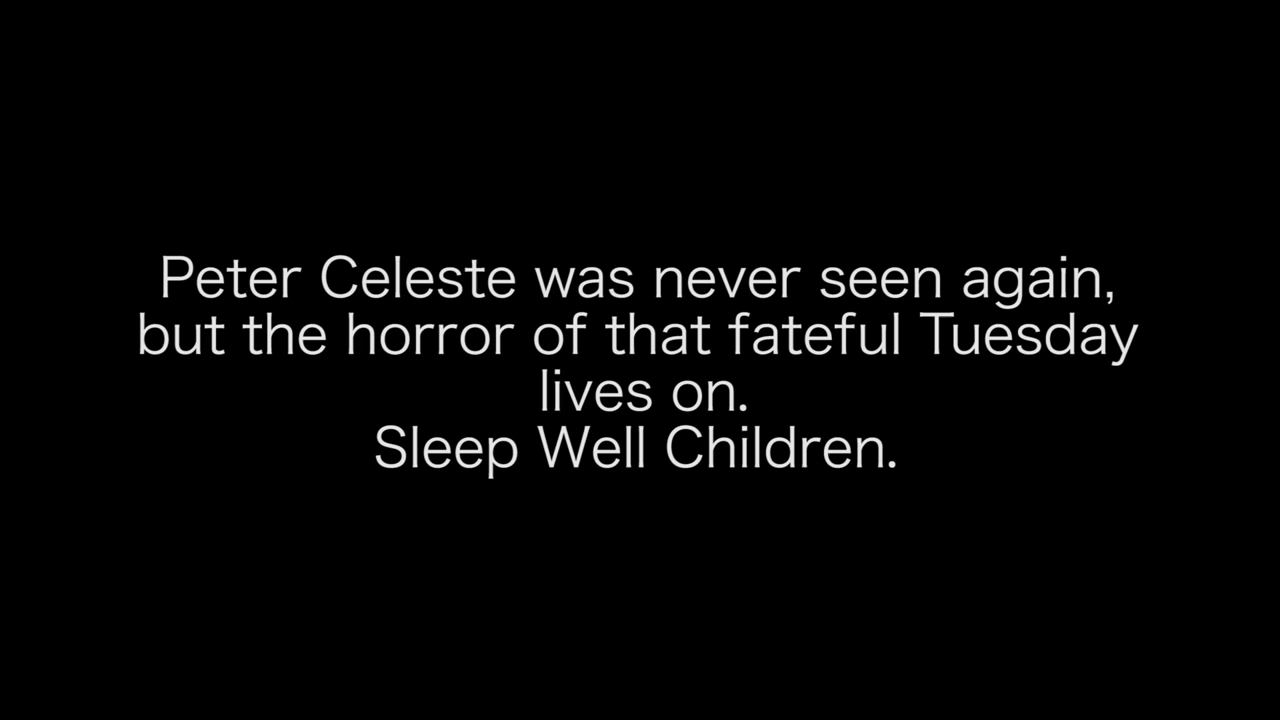 Peter Celeste was never seen again,
but the horror of that fateful Tuesday
lives on.
Sleep Well Children.